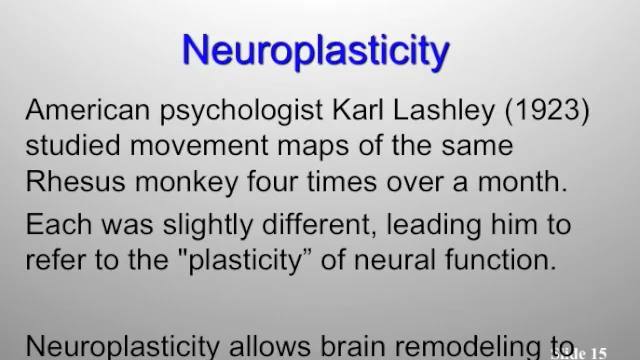 Neuroplasticity
American psychologist Karl Lashley (1923)
studied movement maps of the same
Rhesus monkey four times over a month.
Each was slightly different, leading him to
refer to the "plasticity” of neural function.
Neuroplasticity allows brain remodeling to
Slide 15